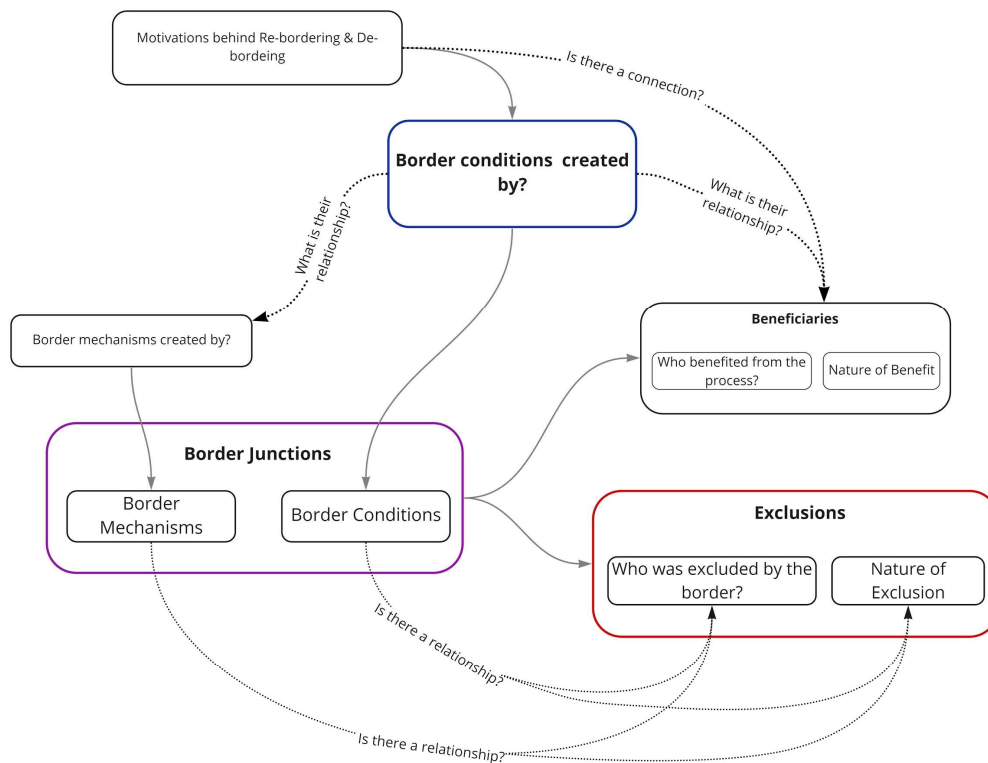 Motivations behind Re-bordering & De-
bordeing
Is there a connection?
Border conditions  created
by?
What is their
relationship?
What is their
relationship?
Beneficiaries
Who benefited from the
process?
Nature of Benefit
Border mechanisms created by?
Border Junctions
Border
Mechanisms
Border Conditions
Exclusions
Who was excluded by the
border?
Nature of
Exclusion
Is there a relationship?
Is there a relationship?